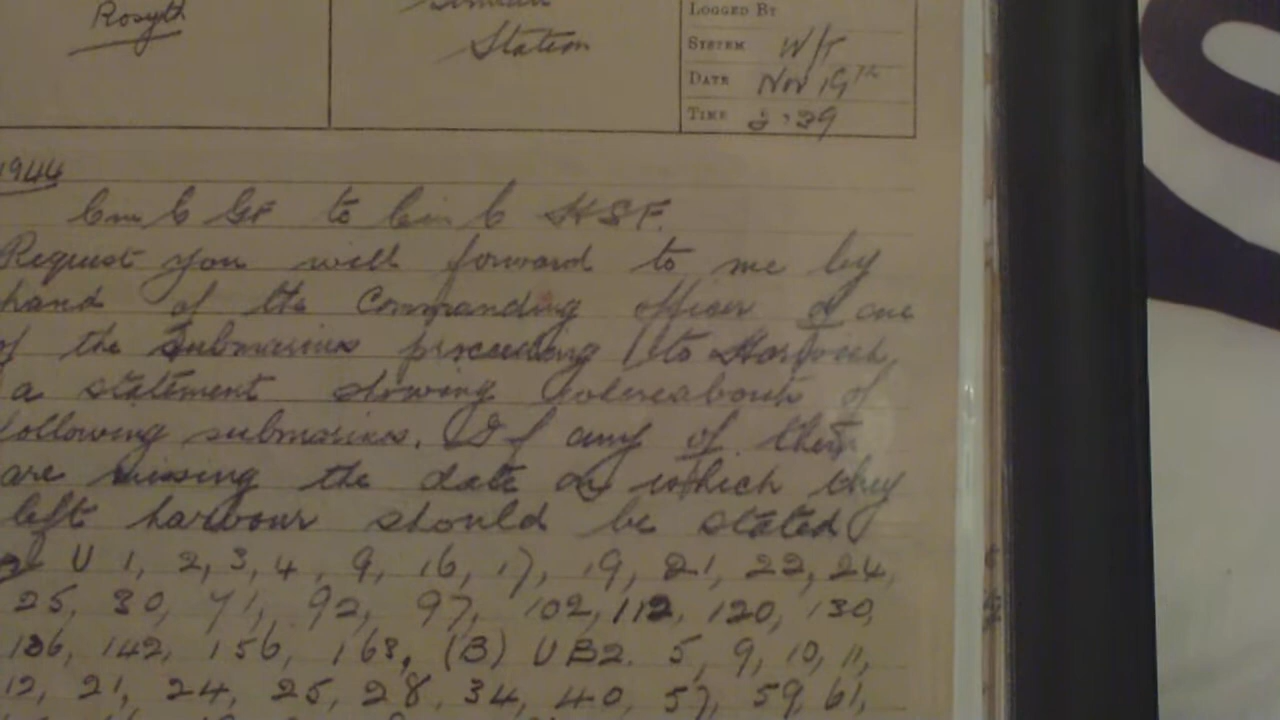 Rosyth
German
Station
LOGGED BY
SYSTEM W/T
DATE Nov 19th
TIME 2.39
1944
C in C GF to C in C HSF.
Request you will forward to me by
hand of the Commanding officer of one
of the Submarines proceeding to Harwich,
a statement showing whereabouts of
following submarines. If any of them
are missing the date on which they
left harbour should be stated
U 1, 2, 3, 4, 9, 16, 17, 19, 21, 22, 24,
25, 30, 71, 92, 97, 102, 112, 120, 130,
136, 142, 156, 163, (B) UB2. 5, 9, 10, 11,
12, 21, 24, 25, 28, 34, 40, 57, 59, 61,